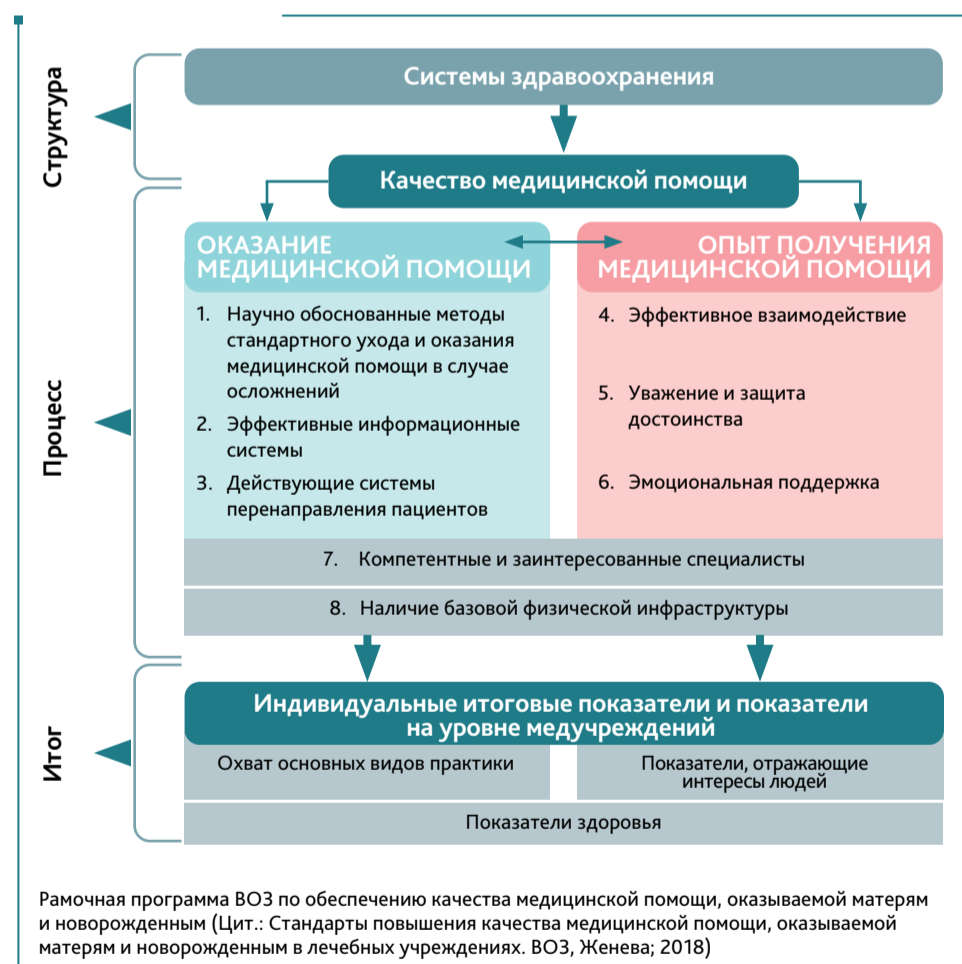 Структура
Системы здравоохранения
Качество медицинской помощи
Процесс
ОКАЗАНИЕ
МЕДИЦИНСКОЙ ПОМОЩИ
1. Научно обоснованные методы
стандартного ухода и оказания
медицинской помощи в случае
осложнений
2. Эффективные информационные
системы
3. Действующие системы
перенаправления пациентов
ОПЫТ ПОЛУЧЕНИЯ
МЕДИЦИНСКОЙ ПОМОЩИ
4. Эффективное взаимодействие
5. Уважение и защита
достоинства
6. Эмоциональная поддержка
7. Компетентные и заинтересованные специалисты
8. Наличие базовой физической инфраструктуры
Итог
Индивидуальные итоговые показатели и показатели
на уровне медучреждений
Охват основных видов практики
Показатели, отражающие
интересы людей
Показатели здоровья
Рамочная программа ВОЗ по обеспечению качества медицинской помощи, оказываемой матерям
и новорожденным (Цит.: Стандарты повышения качества медицинской помощи, оказываемой
матерям и новорожденным в лечебных учреждениях. ВОЗ, Женева; 2018)